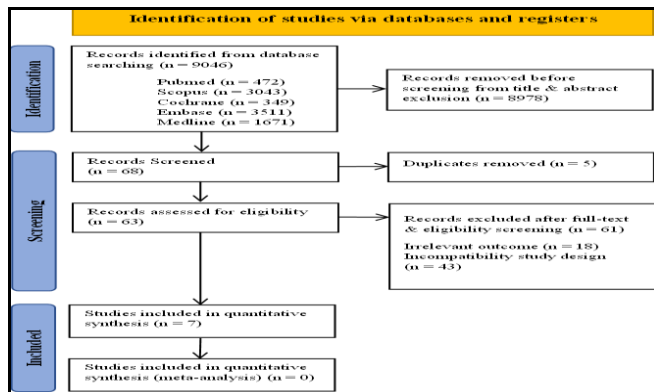 Identification of studies via databases and registers
Identification
Records identified from database
searching (n = 9046)
Pubmed (n = 472)
Scopus (n = 3043)
Cochrane (n = 349)
Embase (n = 3511)
Medline (n = 1671)
Records removed before
screening from title & abstract
exclusion (n = 8978)
Screening
Records Screened
(n = 68)
Duplicates removed (n = 5)
Records assessed for eligibility
(n = 63)
Records excluded after full-text
& eligibility screening (n = 61)
Irrelevant outcome (n = 18)
Incompatibility study design
(n = 43)
Included
Studies included in quantitative
synthesis (n = 7)
Studies included in quantitative
synthesis (meta-analysis) (n = 0)